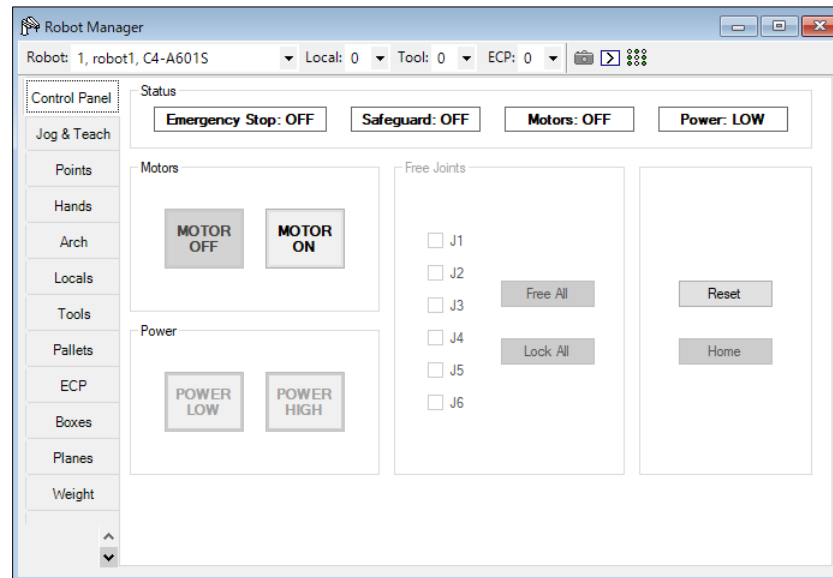 Robot Manager
Robot: 1, robot1, C4-A601S Local: 0 Tool: 0 ECP: 0
Control Panel
Jog & Teach
Points
Hands
Arch
Locals
Tools
Pallets
ECP
Boxes
Planes
Weight
Status
Emergency Stop: OFF Safeguard: OFF Motors: OFF Power: LOW
Motors
MOTOR OFF
MOTOR ON
Power
POWER LOW
POWER HIGH
Free Joints
J1
J2
J3
J4
J5
J6
Free All
Lock All
Reset
Home